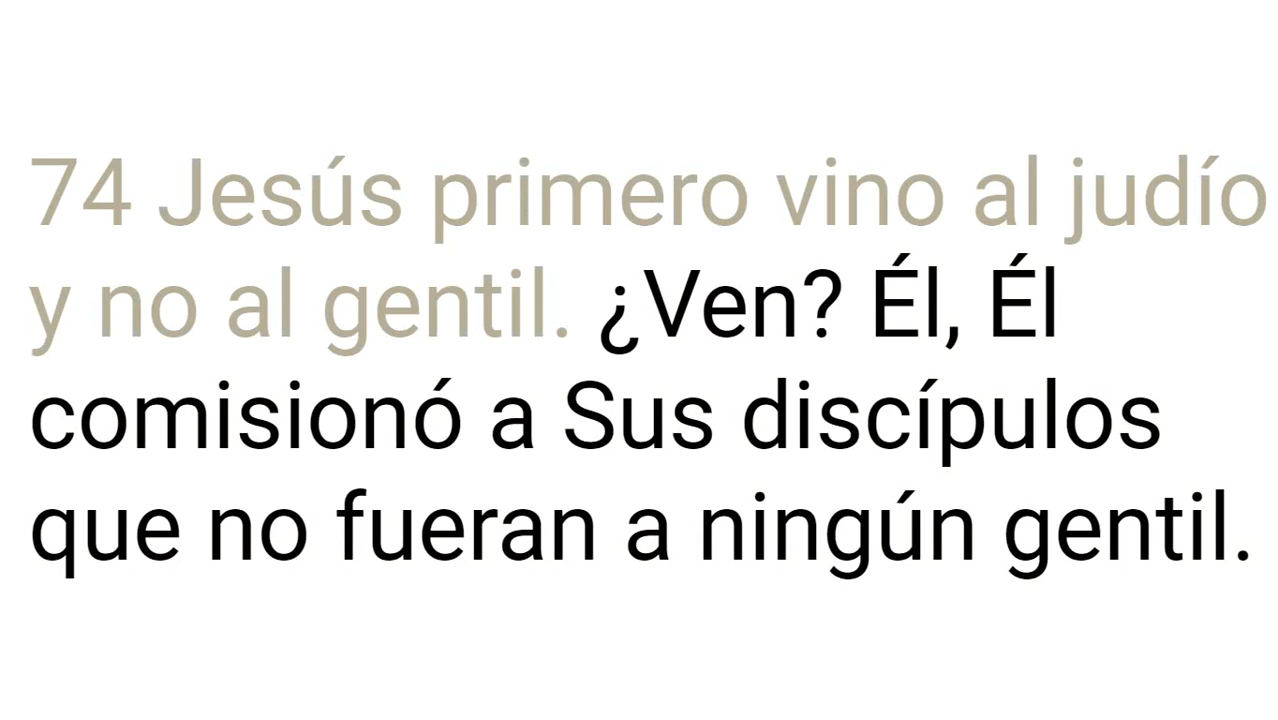 74 Jesús primero vino al judío
y no al gentil. ¿Ven? Él, Él
comisionó a Sus discípulos
que no fueran a ningún gentil.